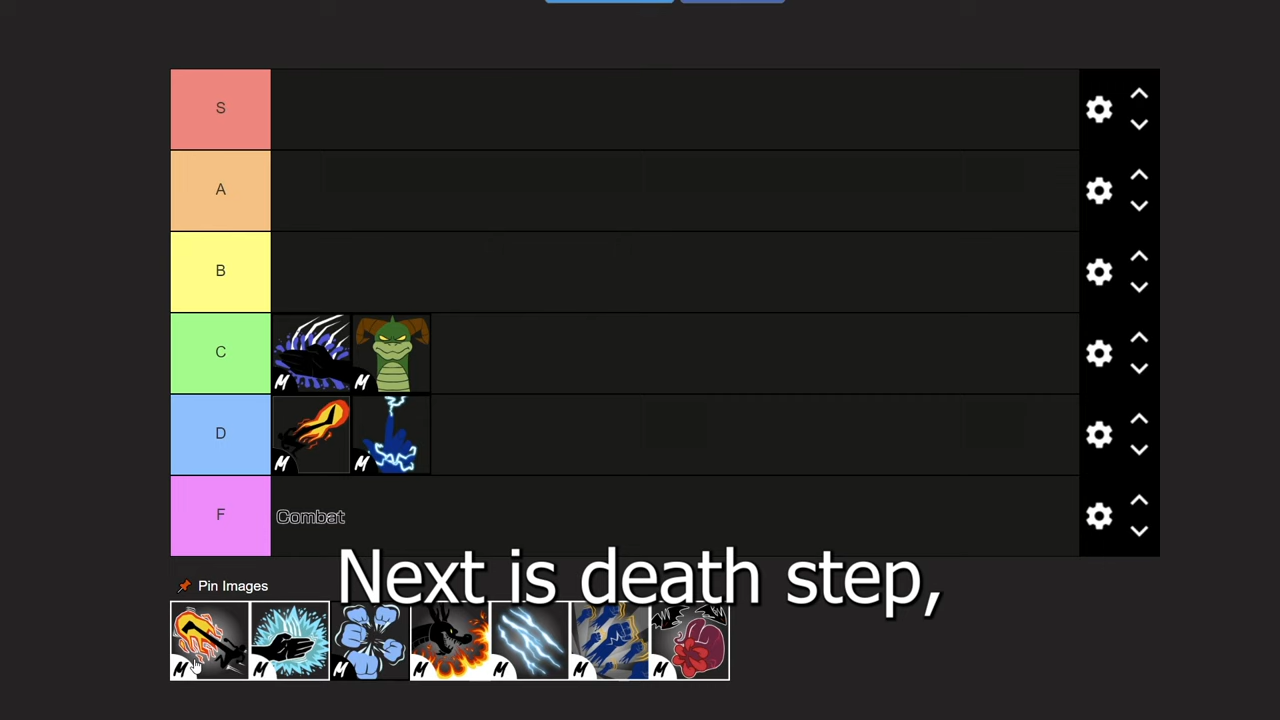 S
A
B
C
M M
D
M M
F
Combat
Next is death step,
Pin Images
M M M M M M M